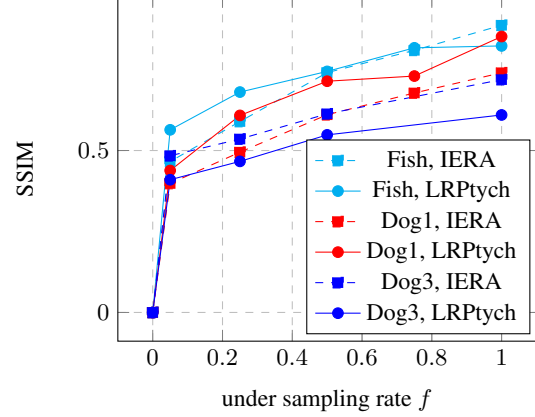 SSIM
0.5
0
Fish, IERA
Fish, LRPtych
Dog1, IERA
Dog1, LRPtych
Dog3, IERA
Dog3, LRPtych
0 0.2 0.4 0.6 0.8 1
under sampling rate f